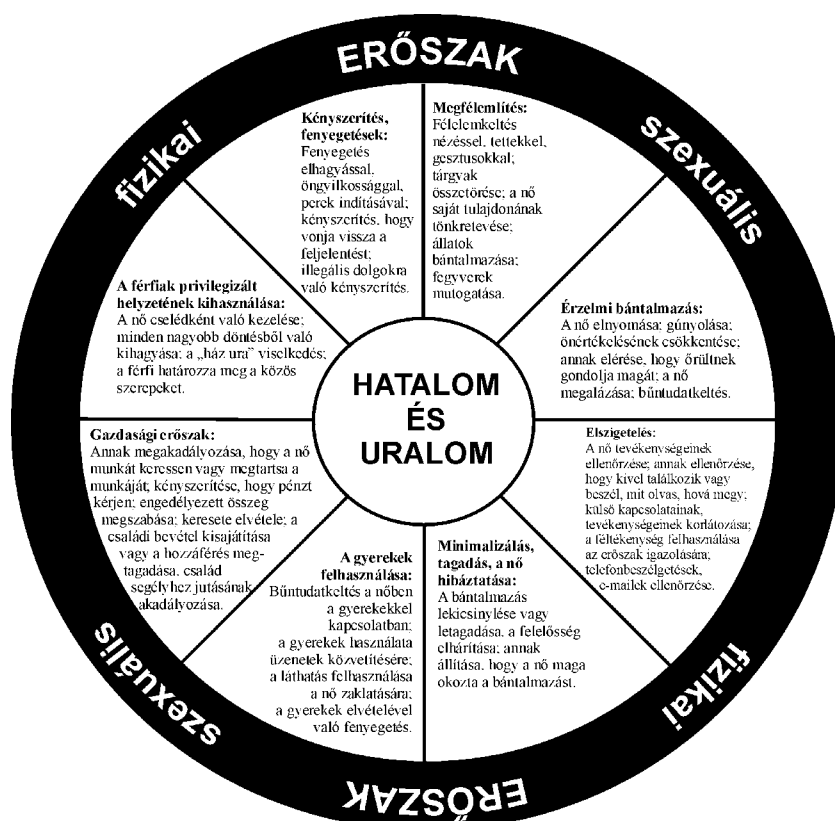 ERŐSZAK
fizikai
szexuális
Kényszerítés,
fenyegetések:
Fenyegetés
elhagyással,
öngyilkossággal,
perek indításával;
kényszerítés, hogy
vonja vissza a
feljelentést;
illegális dolgokra
való kényszerítés.
Megfélemlítés:
Félelemkeltés
nézéssel, tettekkel,
gesztusokkal;
tárgyak
összetörése; a nő
saját tulajdonának
tönkretevése;
állatok
bántalmazása;
fegyverek
mutogatása.
A férfiak privilegizált
helyzetének kihasználása:
A nő cselédként való kezelése;
minden nagyobb döntésből való
kihagyása; a „ház ura” viselkedés;
a férfi határozza meg a közös
szerepeket.
Érzelmi bántalmazás:
A nő elnyomása; gúnyolása;
önértékelésének csökkentése;
annak elérése, hogy őrültnek
gondolja magát; a nő
megalázása; bűntudatkeltés.
HATALOM
ÉS
URALOM
Gazdasági erőszak:
Annak megakadályozása, hogy a nő
munkát keressen vagy megtartsa a
munkáját; kényszerítése, hogy pénzt
kérjen; engedélyezett összeg
megszabása; keresete elvétele; a
családi bevétel kisajátítása
vagy a hozzáférés meg-
tagadása, család
segélyhez jutásának
akadályozása.
Elszigetelés:
A nő tevékenységeinek
ellenőrzése; annak ellenőrzése,
hogy kivel találkozik vagy
beszél, mit olvas, hová megy;
külső kapcsolatainak,
tevékenységeinek korlátozása;
a féltékenység felhasználása
az erőszak igazolására;
telefonbeszélgetések,
e-mailek ellenőrzése.
A gyerekek
felhasználása:
Bűntudatkeltés a nőben
a gyerekekkel
kapcsolatban;
a gyerekek használata
üzenetek közvetítésére;
a láthatás felhasználása
a nő zaklatására;
a gyerekek elvételével
való fenyegetés.
Minimalizálás,
tagadás, a nő
hibáztatása:
A bántalmazás
lekicsinylése vagy
letagadása, a felelősség
elhárítása; annak
állítása, hogy a nő maga
okozta a bántalmazást.
szexuális
fizikai
ERŐSZAK